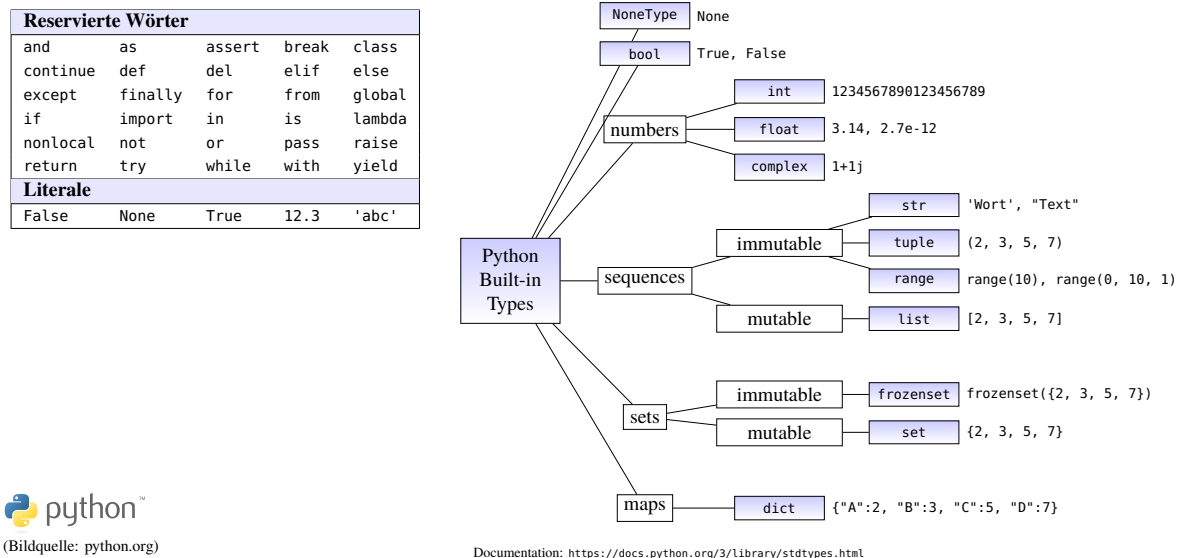 Reservierte Wörter
and as assert break class
continue def del elif else
except finally for from global
if import in is lambda
nonlocal not or pass raise
return try while with yield
Literale
False None True 12.3 'abc'
python™
(Bildquelle: python.org)
Python
Built-in
Types
NoneType None
bool True, False
numbers
int 1234567890123456789
float 3.14, 2.7e-12
complex 1+1j
sequences
immutable
str 'Wort', "Text"
tuple (2, 3, 5, 7)
range range(10), range(0, 10, 1)
mutable
list [2, 3, 5, 7]
sets
immutable
frozenset frozenset({2, 3, 5, 7})
mutable
set {2, 3, 5, 7}
maps
dict {"A":2, "B":3, "C":5, "D":7}
Documentation: https://docs.python.org/3/library/stdtypes.html